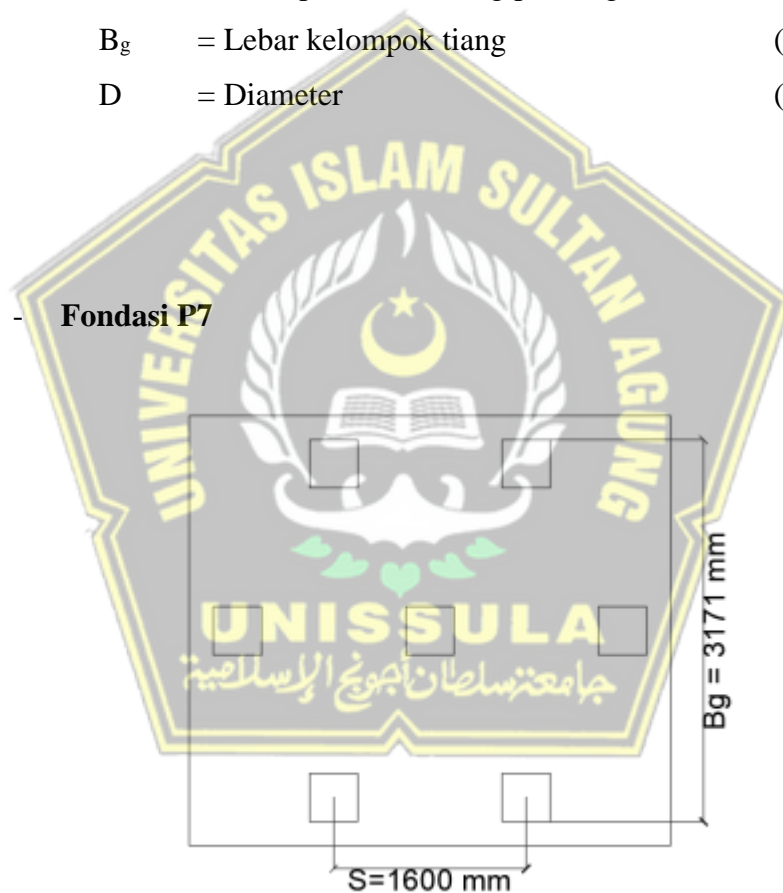 Bg = Lebar kelompok tiang (
D = Diameter (
UNIVERSITAS ISLAM SULTAN AGUNG
- Fondasi P7
UNISSULA
جامعة سلطان أجونج الإسلامية
Bg = 3171 mm
S=1600 mm